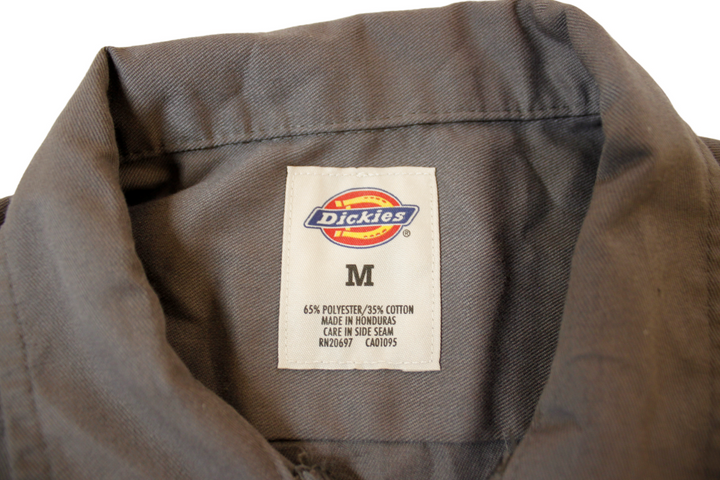 Dickies
®
M
65% POLYESTER/35% COTTON
MADE IN HONDURAS
CARE IN SIDE SEAM
RN20697 CA01095